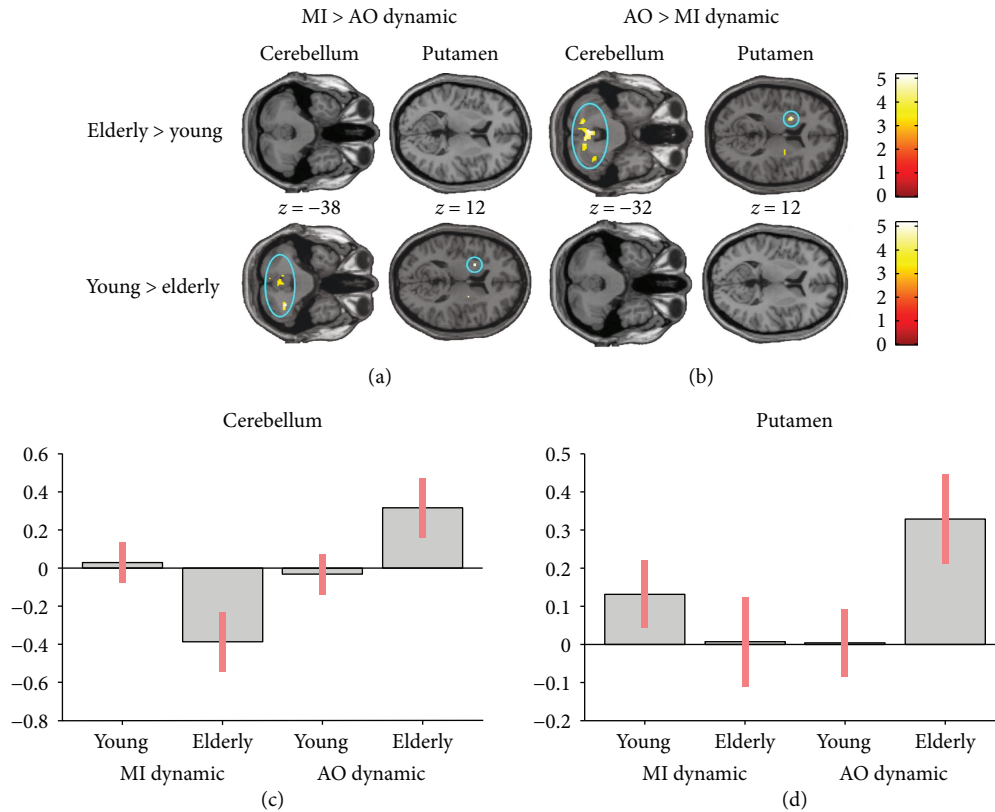 MI > AO dynamic
AO > MI dynamic
Cerebellum
Putamen
Cerebellum
Putamen
Elderly > young
5
4
3
2
1
0
z = −38
z = 12
z = −32
z = 12
Young > elderly
5
4
3
2
1
0
(a)
(b)
Cerebellum
0.6
0.4
0.2
0
−0.2
−0.4
−0.6
−0.8
Young
Elderly
Young
Elderly
MI dynamic
AO dynamic
(c)
Putamen
0.5
0.4
0.3
0.2
0.1
0
−0.1
−0.2
Young
Elderly
Young
Elderly
MI dynamic
AO dynamic
(d)